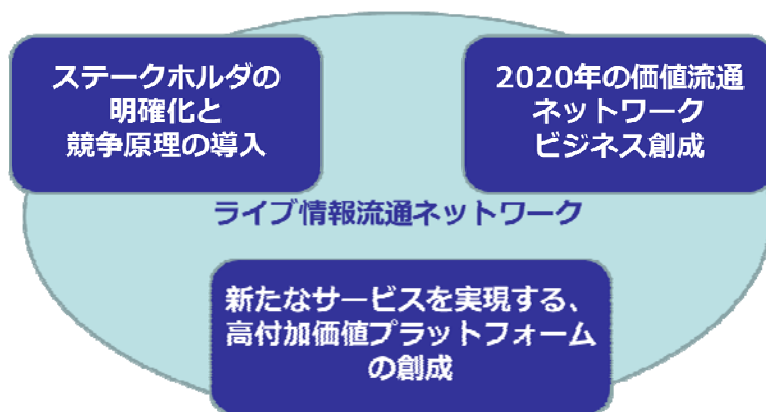 ステークホルダの
明確化と
競争原理の導入
2020年の価値流通
ネットワーク
ビジネス創成
ライブ情報流通ネットワーク
新たなサービスを実現する、
高付加価値プラットフォーム
の創成